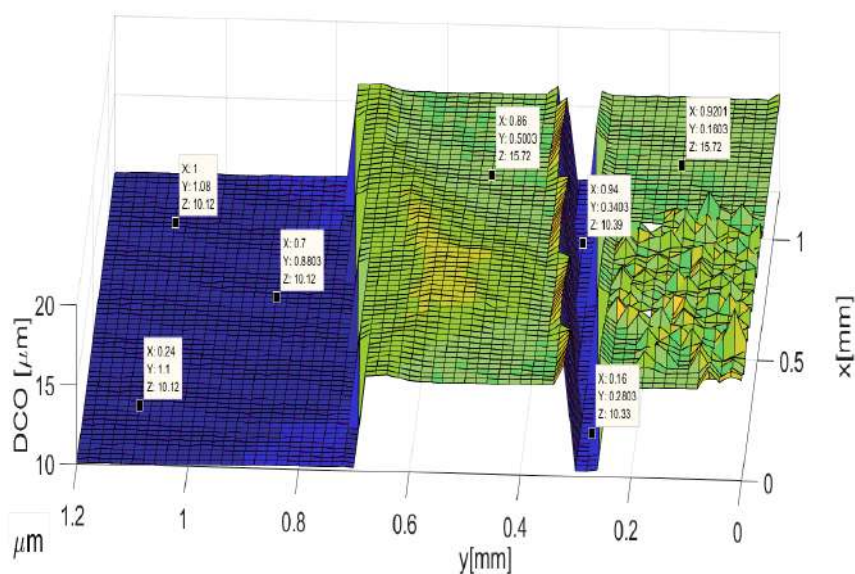 X: 0.86
Y: 0.5003
Z: 15.72
X: 0.9201
Y: 0.1603
Z: 15.72
X: 1
Y: 1.08
Z: 10.12
X: 0.94
Y: 0.3403
Z: 10.39
X: 0.7
Y: 0.8803
Z: 10.12
X: 0.24
Y: 1.1
Z: 10.12
X: 0.16
Y: 0.2803
Z: 10.33
20
15
10
DCO [μm]
1
0.5
0
x[mm]
1.2
1
0.8
0.6
0.4
0.2
0
y[mm]
μm